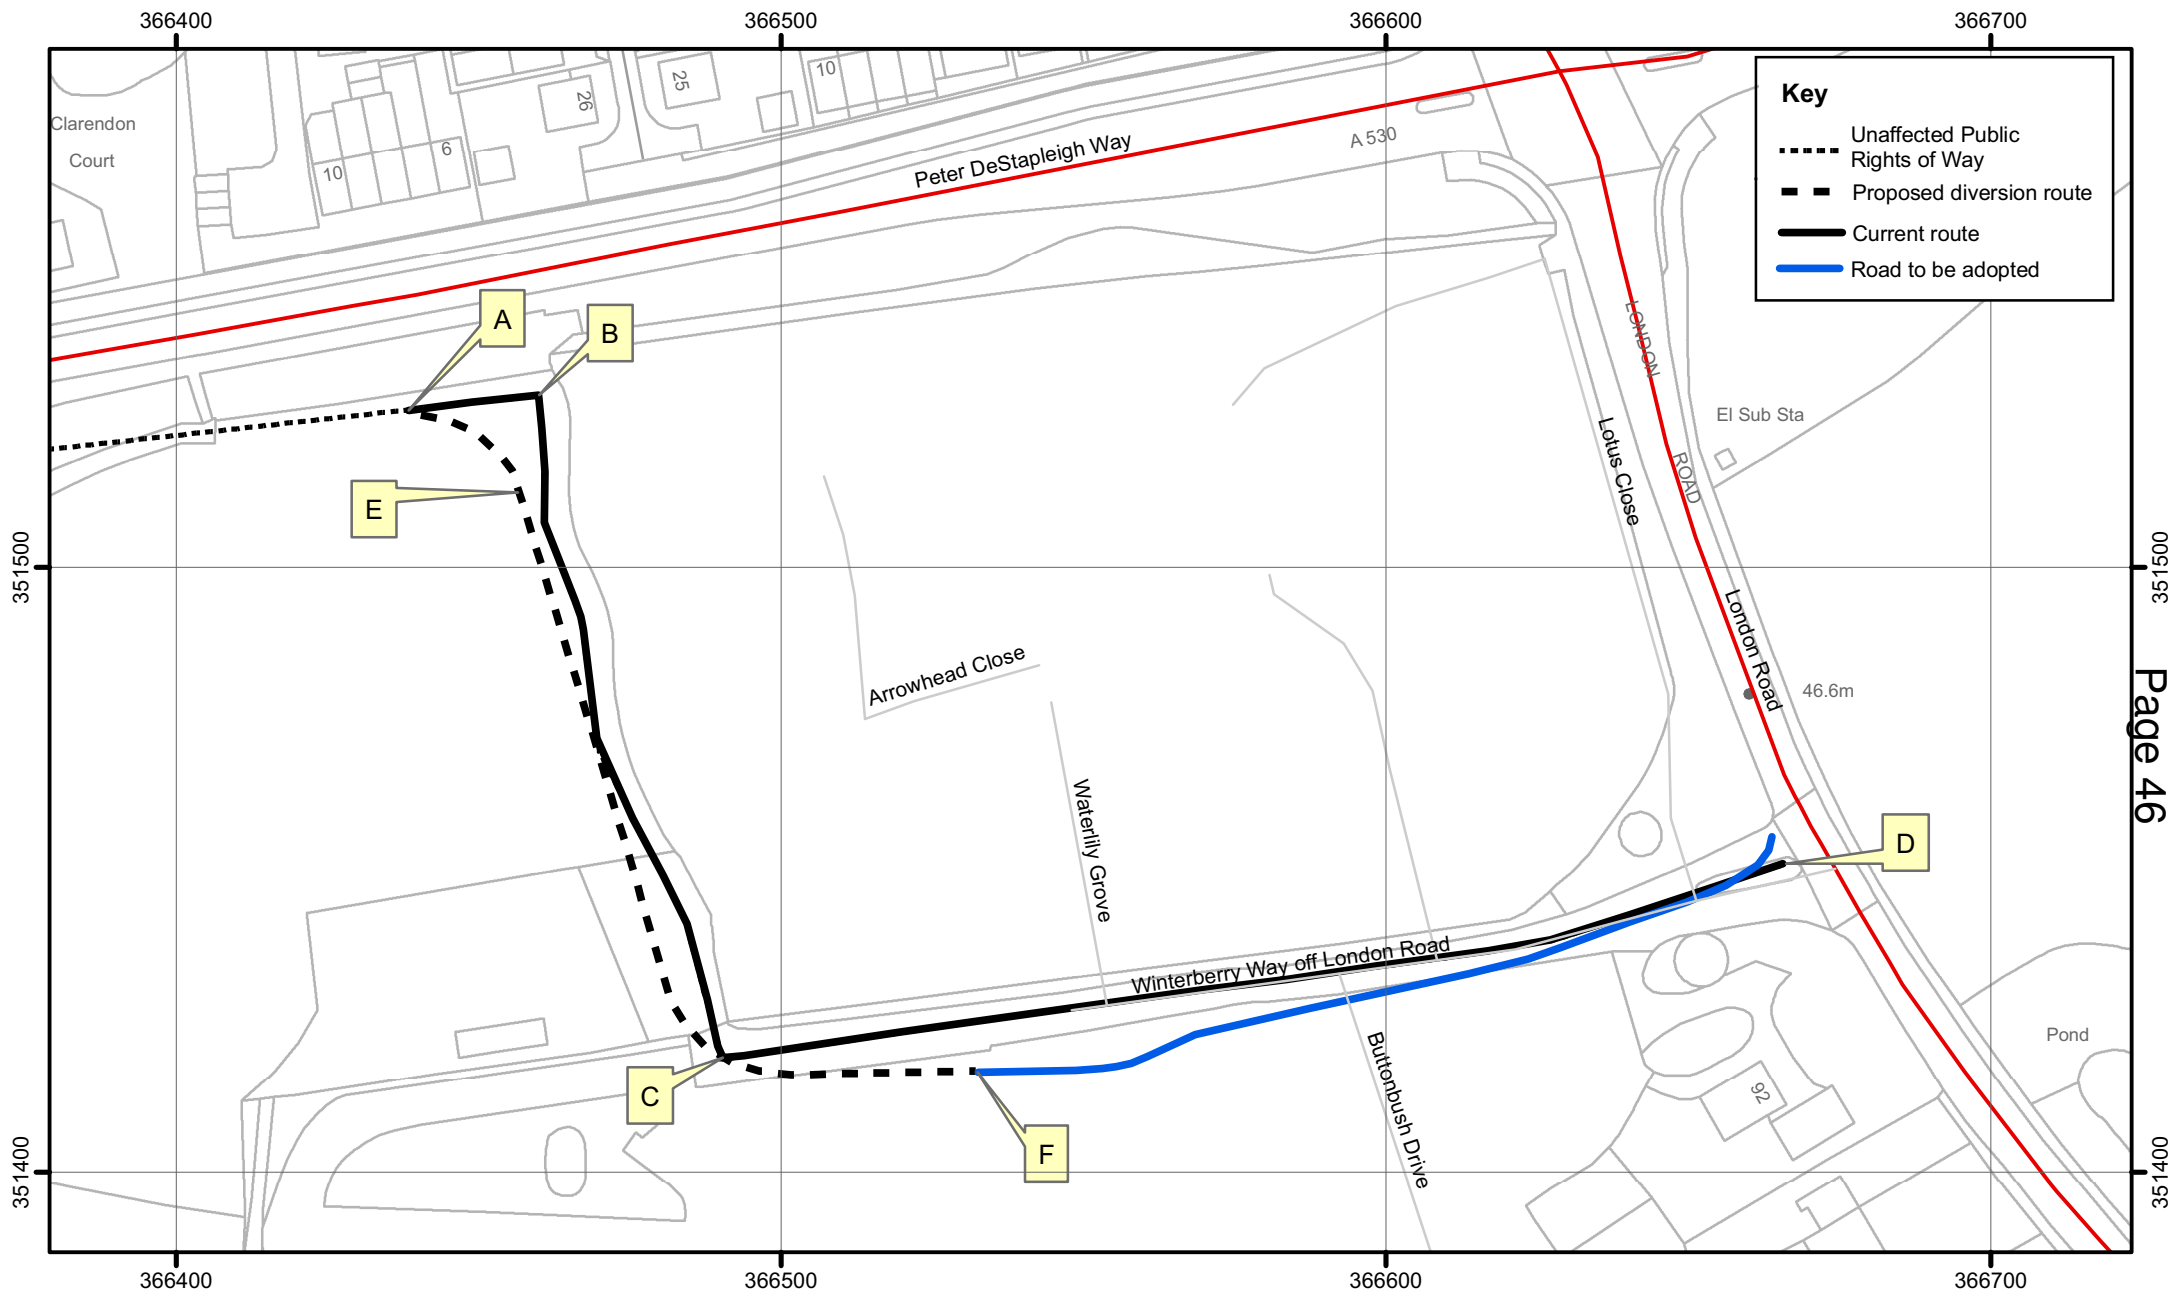 366400
366500
366600
366700
Key
Unaffected Public
Rights of Way
Proposed diversion route
Current route
Road to be adopted
Clarendon
Court
10
6
26
25
10
Peter DeStapleigh Way
A 530
A
B
E
LONDON
ROAD
Lotus Close
El Sub Sta
351500
351500
London Road
46.6m
Page 46
Arrowhead Close
Waterlily Grove
D
Winterberry Way off London Road
C
F
Buttonbush Drive
92
Pond
351400
351400
366400
366500
366600
366700